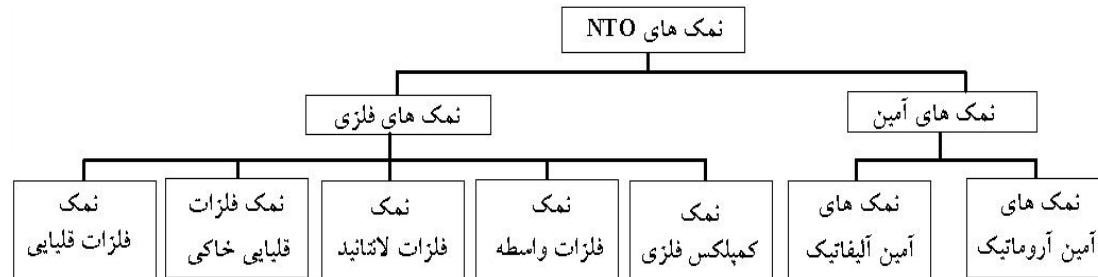 نمک های NTO
نمک های آمین
نمک های فلزی
نمک های
آمین آروماتیک
نمک های
آمین آلیفاتیک
نمک
کمپلکس فلزی
نمک
فلزات واسطه
نمک
فلزات لانتانید
نمک فلزات
قلیایی خاکی
نمک
فلزات قلیایی